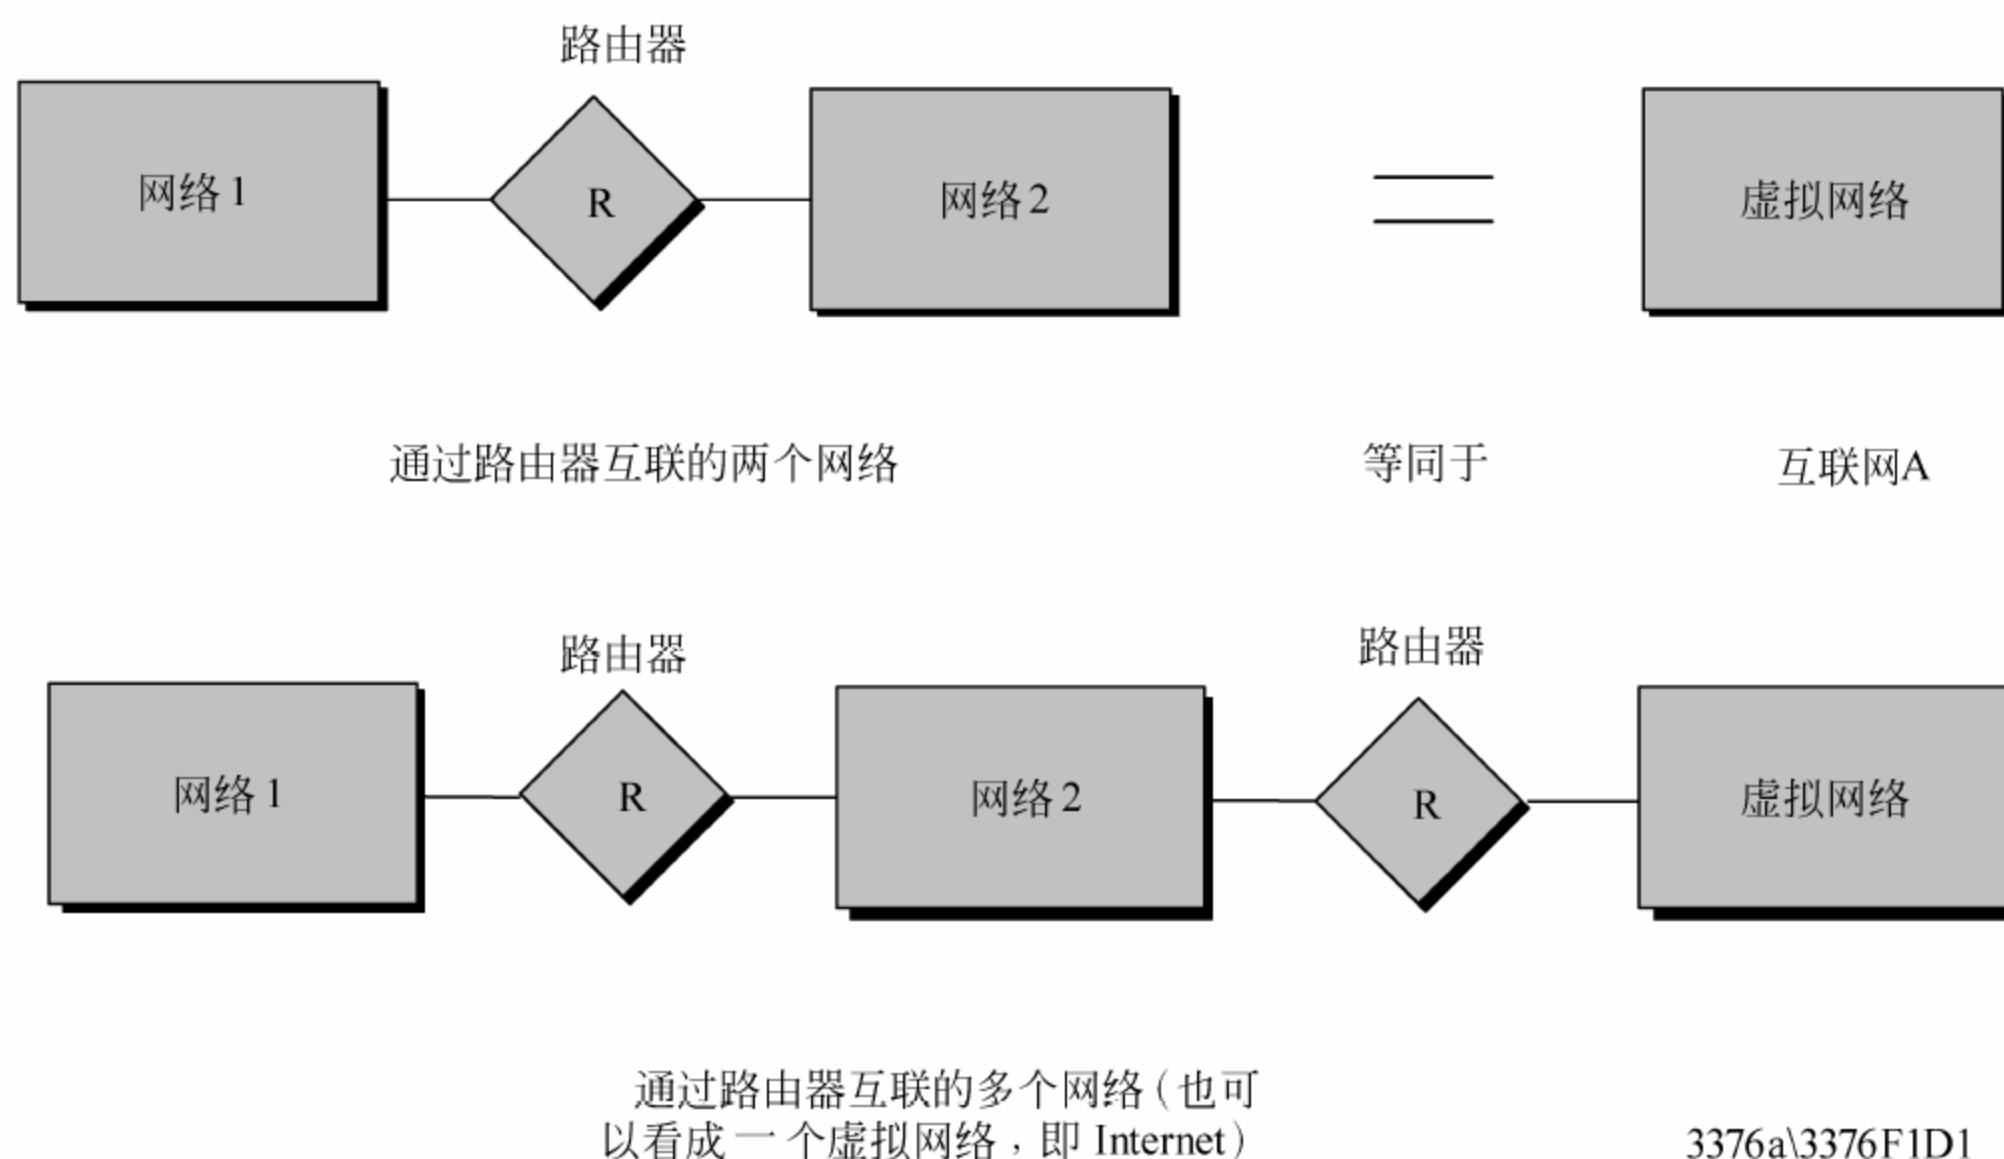 路由器
网络 1
R
网络 2
虚拟网络
通过路由器互联的两个网络
等同于
互联网A
路由器
路由器
网络 1
R
网络 2
R
虚拟网络
通过路由器互联的多个网络（也可
以看成一个虚拟网络，即 Internet）
3376a\3376F1D1